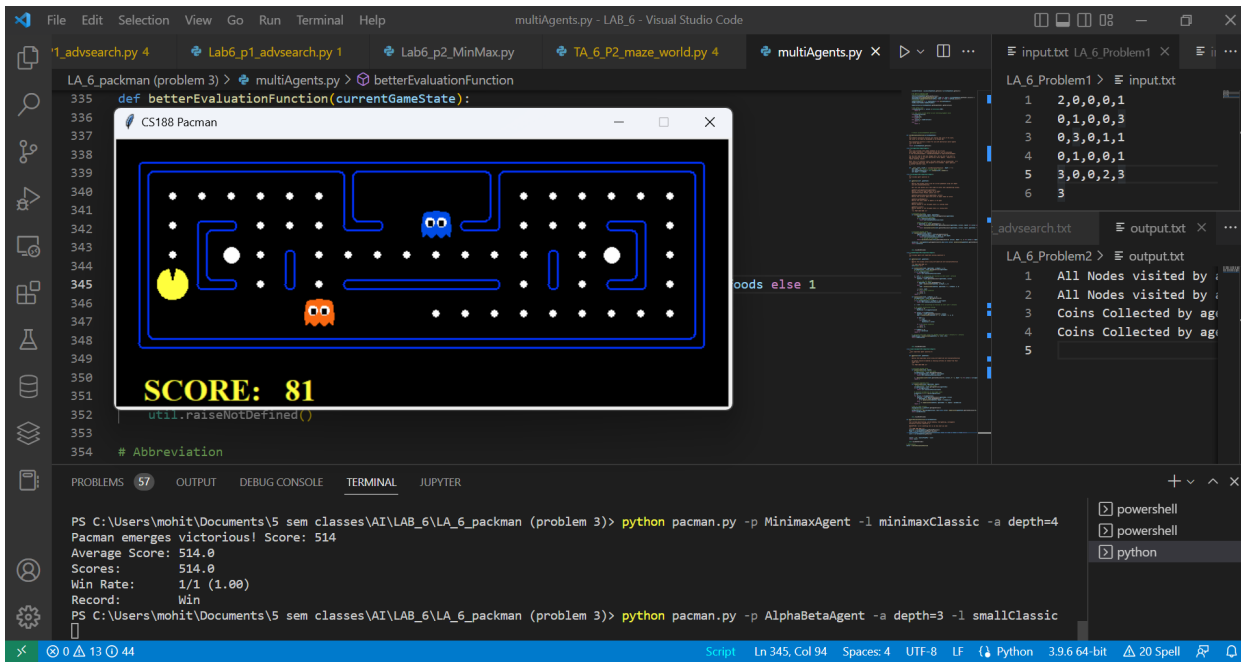 File Edit Selection View Go Run Terminal Help
multiAgents.py - LAB_6 - Visual Studio Code
P1_advsearch.py 4
Lab6_p1_advsearch.py 1
Lab6_p2_MinMax.py
TA_6_P2_maze_world.py 4
multiAgents.py
LA_6_packman (problem 3) > multiAgents.py > betterEvaluationFunction
335 def betterEvaluationFunction(currentGameState):
336
337
338
339
340
341
342
343
344
345 oods else 1
346
347
348
349
350
351
352 util.raiseNotDefined()
353
354 # Abbreviation
CS188 Pacman
SCORE: 81
input.txt LA_6_Problem1
LA_6_Problem1 > input.txt
1 2,0,0,0,1
2 0,1,0,0,3
3 0,3,0,1,1
4 0,1,0,0,1
5 3,0,0,2,3
6 3
_advsearch.txt
output.txt
LA_6_Problem2 > output.txt
1 All Nodes visited by
2 All Nodes visited by
3 Coins Collected by age
4 Coins Collected by age
5
PROBLEMS 57 OUTPUT DEBUG CONSOLE TERMINAL JUPYTER
PS C:\Users\mohit\Documents\5 sem classes\AI\LAB_6\LA_6_packman (problem 3)> python pacman.py -p MinimaxAgent -l minimaxClassic -a depth=4
Pacman emerges victorious! Score: 514
Average Score: 514.0
Scores: 514.0
Win Rate: 1/1 (1.00)
Record: Win
PS C:\Users\mohit\Documents\5 sem classes\AI\LAB_6\LA_6_packman (problem 3)> python pacman.py -p AlphaBetaAgent -a depth=3 -l smallClassic
powershell
powershell
python
0 13 44
Script Ln 345, Col 94 Spaces: 4 UTF-8 LF Python 3.9.6 64-bit 20 Spell